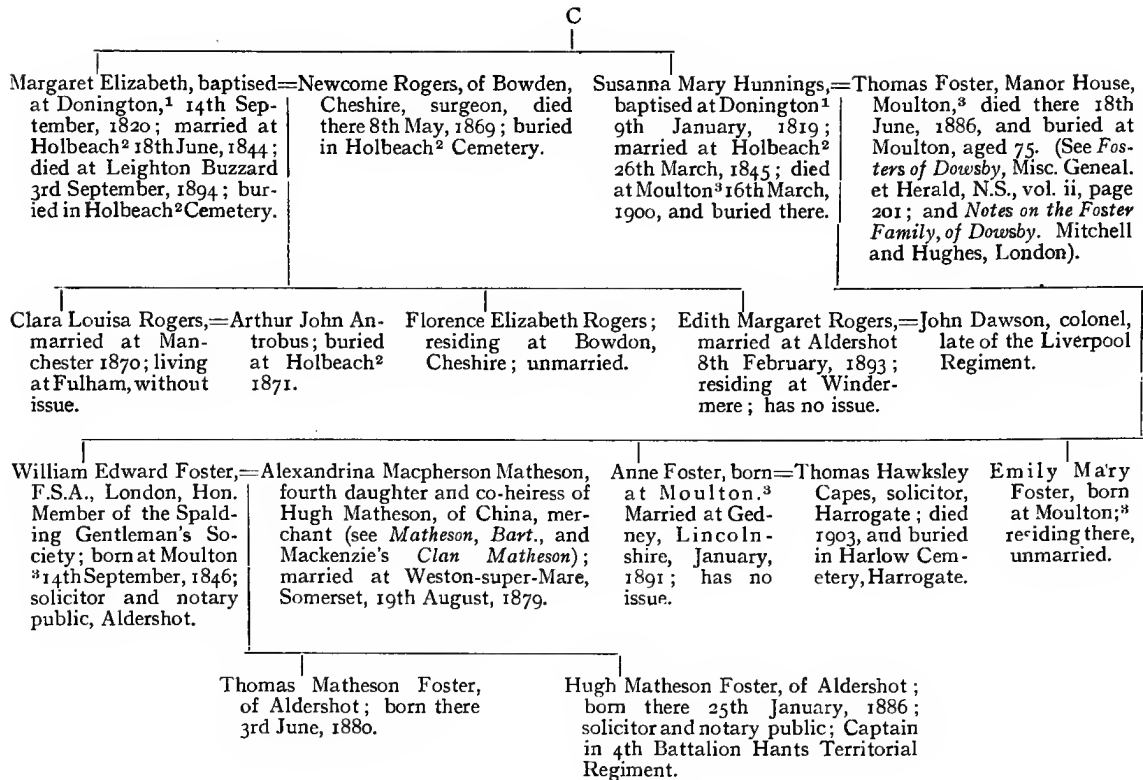 C
Margaret Elizabeth, baptised=
at Donington,¹ 14th Sep-
tember, 1820; married at
Holbeach² 18th June, 1844;
died at Leighton Buzzard
3rd September, 1894; bur-
ied in Holbeach² Cemetery.
Newcome Rogers, of Bowden,
Cheshire, surgeon, died
there 8th May, 1869; buried
in Holbeach² Cemetery.
Susanna Mary Hunnings,=
baptised at Donington¹
9th January, 1819;
married at Holbeach²
26th March, 1845; died
at Moulton³ 16th March,
1900, and buried there.
Thomas Foster, Manor House,
Moulton,³ died there 18th
June, 1886, and buried at
Moulton, aged 75. (See Fos-
ters of Dowsby, Misc. Geneal.
et Herald, N.S., vol. ii, page
201; and Notes on the Foster
Family, of Dowsby. Mitchell
and Hughes, London).
Clara Louisa Rogers,=
married at Man-
chester 1870; living
at Fulham, without
issue.
Arthur John An-
trobus; buried
at Holbeach²
1871.
Florence Elizabeth Rogers;
residing at Bowdon,
Cheshire; unmarried.
Edith Margaret Rogers,=
married at Aldershot
8th February, 1893;
residing at Winder-
mere; has no issue.
John Dawson, colonel,
late of the Liverpool
Regiment.
William Edward Foster,=
F.S.A., London, Hon.
Member of the Spald-
ing Gentleman's So-
ciety; born at Moulton
³14th September, 1846;
solicitor and notary
public, Aldershot.
Alexandrina Macpherson Matheson,
fourth daughter and co-heiress of
Hugh Matheson, of China, mer-
chant (see Matheson, Bart., and
Mackenzie's Clan Matheson);
married at Weston-super-Mare,
Somerset, 19th August, 1879.
Anne Foster, born=
at Moulton.³
Married at Ged-
ney, Lincoln-
shire, January,
1891; has no
issue.
Thomas Hawksley
Capes, solicitor,
Harrogate; died
1903, and buried
in Harlow Cem-
etery, Harrogate.
Emily Mary
Foster, born
at Moulton;³
residing there,
unmarried.
Thomas Matheson Foster,
of Aldershot; born there
3rd June, 1880.
Hugh Matheson Foster, of Aldershot;
born there 25th January, 1886;
solicitor and notary public; Captain
in 4th Battalion Hants Territorial
Regiment.